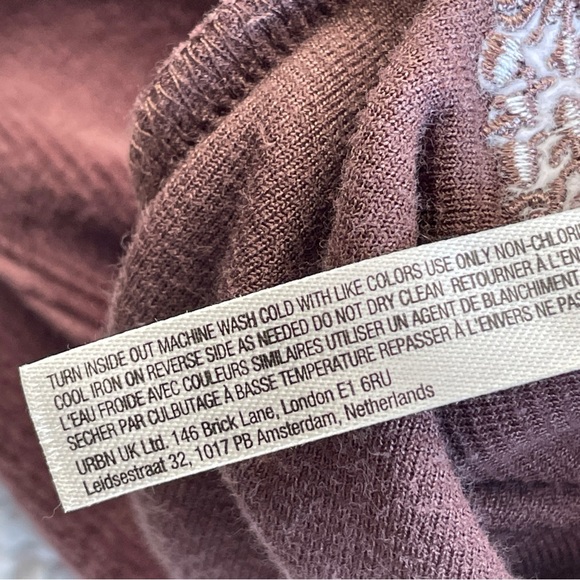 TURN INSIDE OUT MACHINE WASH COLD WITH LIKE COLORS USE ONLY NON-CHLORI
COOL IRON ON REVERSE SIDE AS NEEDED DO NOT DRY CLEAN RETOURNER À L'EN
L'EAU FROIDE AVEC COULEURS SIMILAIRES UTILISER UN AGENT DE BLANCHIMENT
SECHER PAR CULBUTAGE À BASSE TEMPERATURE REPASSER À L'ENVERS NE PA
URBN UK Ltd. 146 Brick Lane, London E1 6RU
Leidsestraat 32, 1017 PB Amsterdam, Netherlands